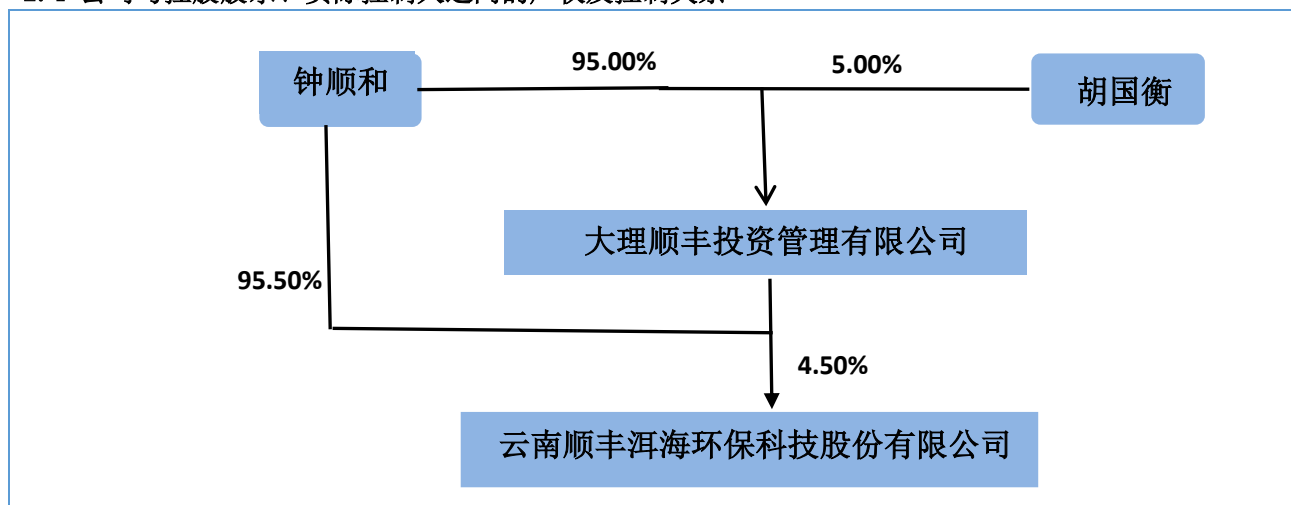 钟顺和
95.00%
5.00%
胡国衡
大理顺丰投资管理有限公司
95.50%
4.50%
云南顺丰洱海环保科技股份有限公司